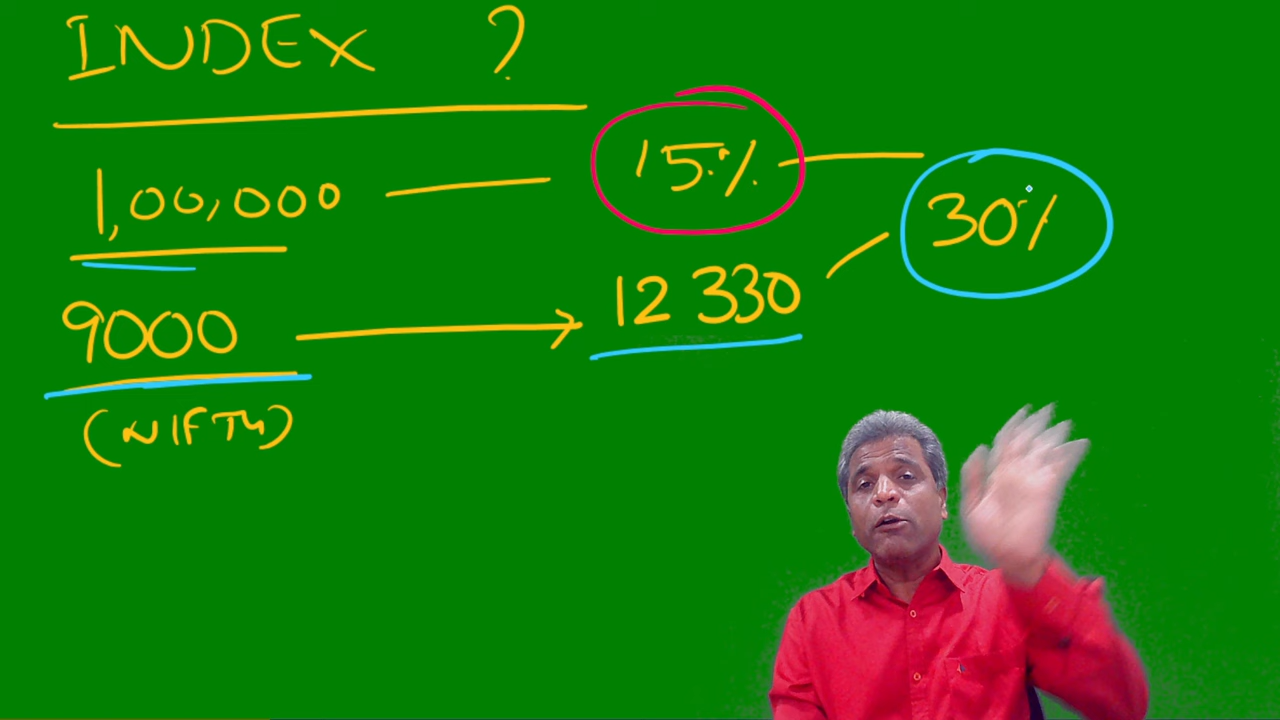 INDEX ?
1,00,000 — 15%. — 30%
9000 → 12 330
(NIFTY)